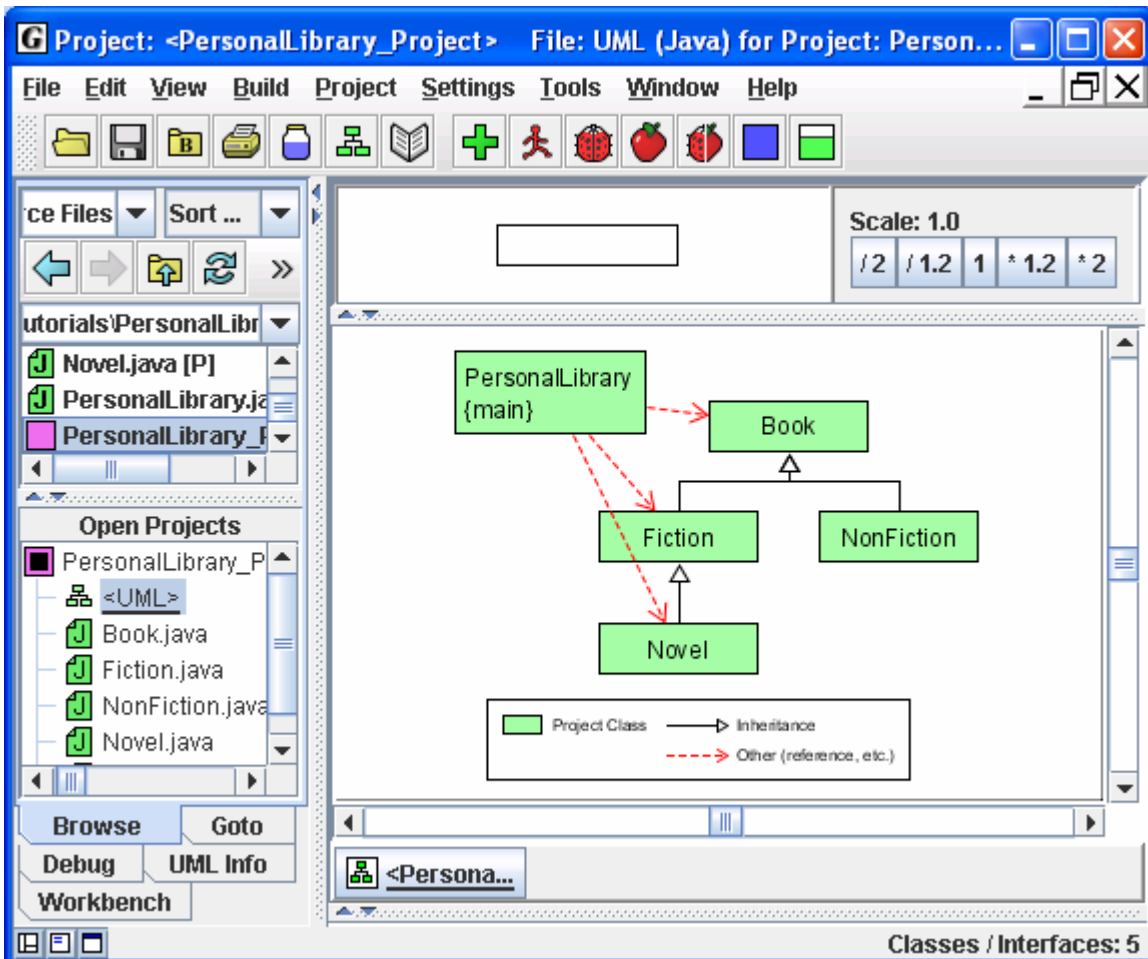 G Project: <PersonalLibrary_Project> File: UML (Java) for Project: Person...
File Edit View Build Project Settings Tools Window Help
B
rce Files Sort ...
»
utorials\PersonalLibr
J Novel.java [P]
J PersonalLibrary.ja
PersonalLibrary_P
Open Projects
PersonalLibrary_P
<UML>
J Book.java
J Fiction.java
J NonFiction.java
J Novel.java
Browse Goto
Debug UML Info
Workbench
Scale: 1.0
/ 2 / 1.2 1 * 1.2 * 2
PersonalLibrary
{main}
Book
Fiction
NonFiction
Novel
Project Class Inheritance
Other (reference, etc.)
<Persona...
Classes / Interfaces: 5